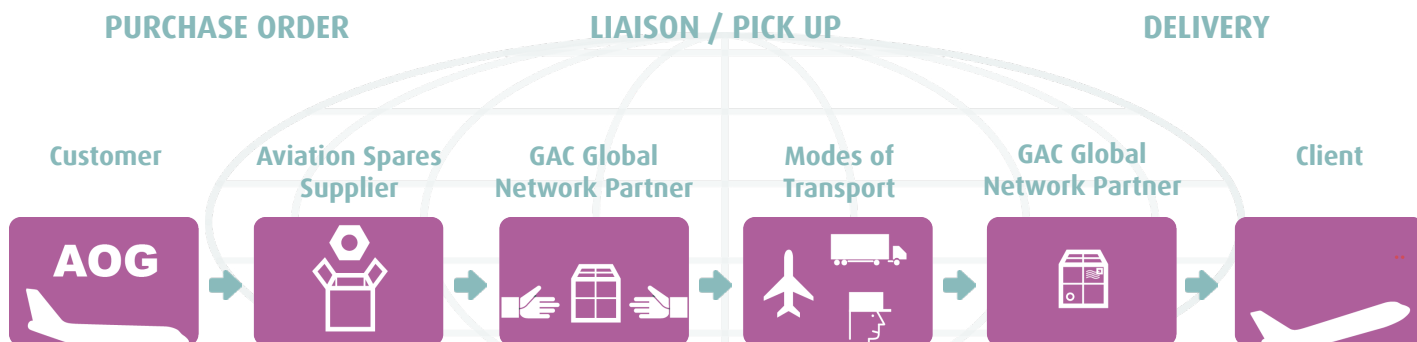 PURCHASE ORDER
LIAISON / PICK UP
DELIVERY
Customer
Aviation Spares
Supplier
GAC Global
Network Partner
Modes of
Transport
GAC Global
Network Partner
Client
AOG